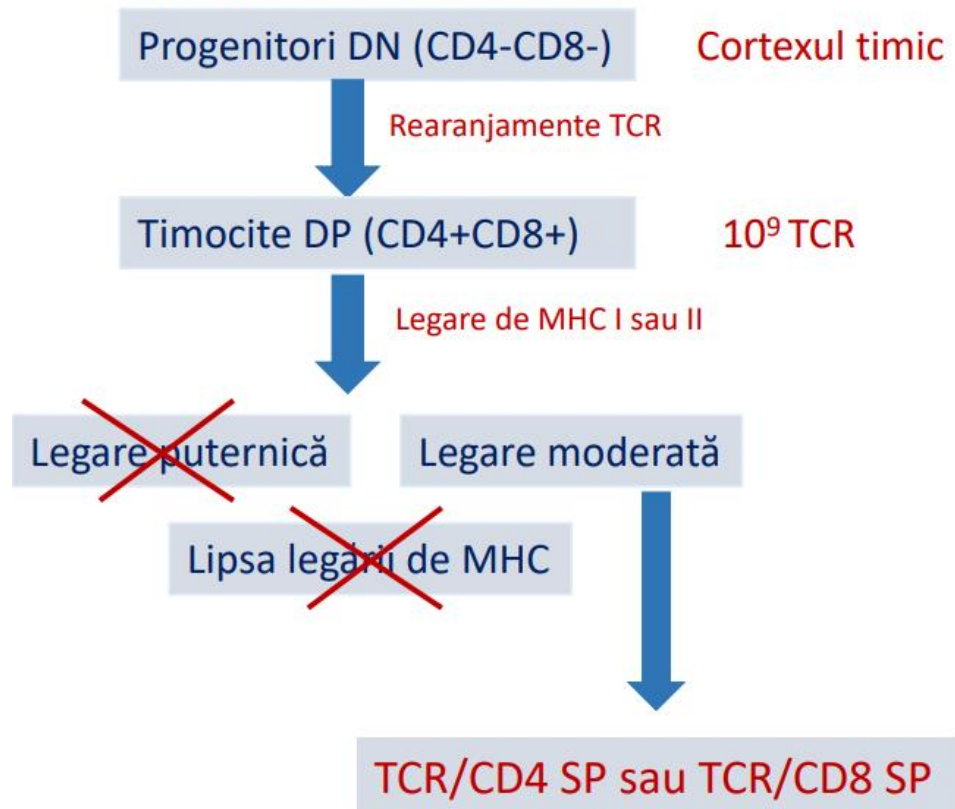 Progenitori DN (CD4-CD8-)
Cortexul timic
Rearanjamente TCR
Timocite DP (CD4+CD8+)
10⁹ TCR
Legare de MHC I sau II
Legare puternică
Legare moderată
Lipsa legării de MHC
TCR/CD4 SP sau TCR/CD8 SP